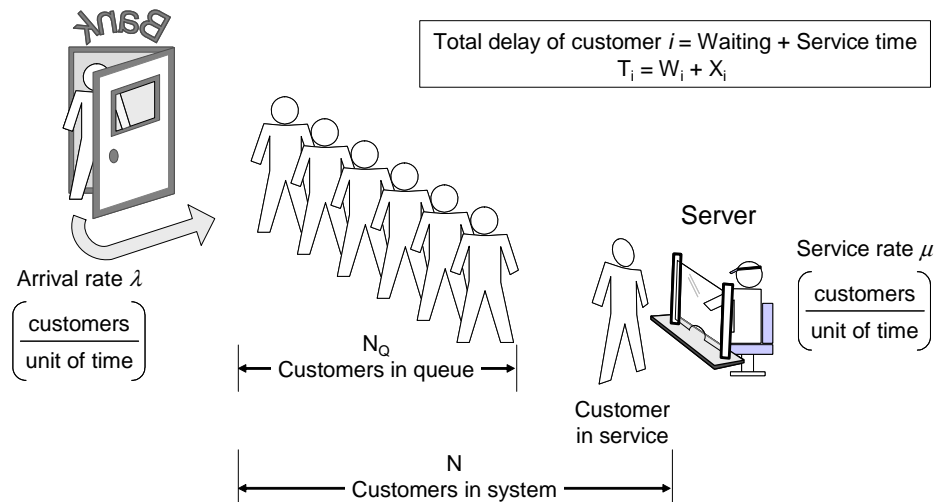 Bank
Total delay of customer i = Waiting + Service time
Tᵢ = Wᵢ + Xᵢ
Server
Arrival rate λ
customers
unit of time
Service rate μ
customers
unit of time
N_Q
Customers in queue
Customer
in service
N
Customers in system